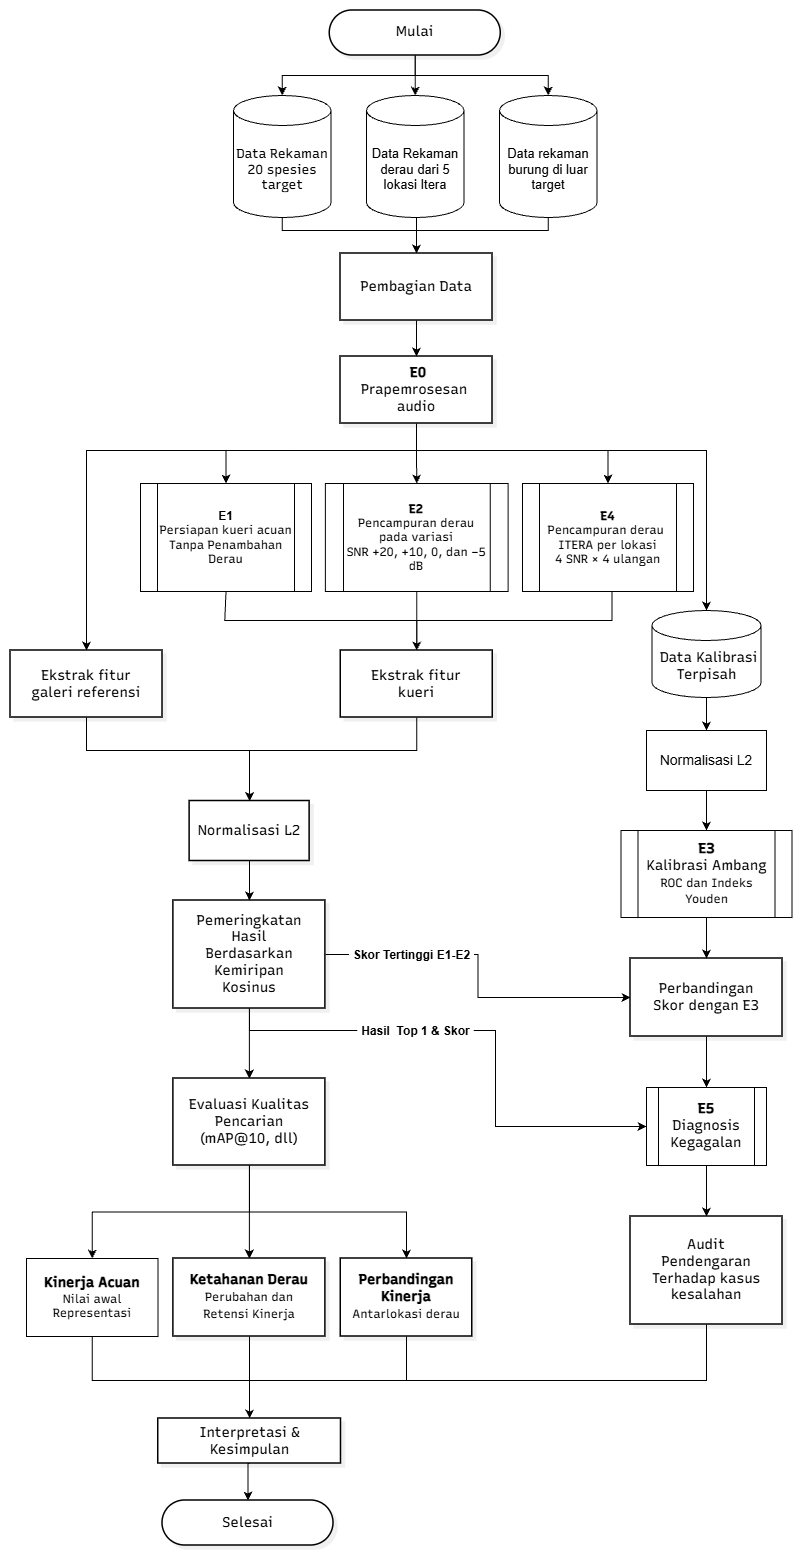 Mulai
Data Rekaman
20 spesies
target
Data Rekaman
derau dari 5
lokasi Itera
Data rekaman
burung di luar
target
Pembagian Data
E0
Prapemrosesan
audio
E1
Persiapan kueri acuan
Tanpa Penambahan
Derau
E2
Pencampuran derau
pada variasi
SNR +20, +10, 0, dan −5
dB
E4
Pencampuran derau
ITERA per lokasi
4 SNR × 4 ulangan
Ekstrak fitur
galeri referensi
Ekstrak fitur
kueri
Data Kalibrasi
Terpisah
Normalisasi L2
Normalisasi L2
E3
Kalibrasi Ambang
ROC dan Indeks
Youden
Pemeringkatan
Hasil
Berdasarkan
Kemiripan
Kosinus
Skor Tertinggi E1-E2
Perbandingan
Skor dengan E3
Hasil Top 1 & Skor
Evaluasi Kualitas
Pencarian
(mAP@10, dll)
E5
Diagnosis
Kegagalan
Audit
Pendengaran
Terhadap kasus
kesalahan
Kinerja Acuan
Nilai awal
Representasi
Ketahanan Derau
Perubahan dan
Retensi Kinerja
Perbandingan
Kinerja
Antarlokasi derau
Interpretasi &
Kesimpulan
Selesai